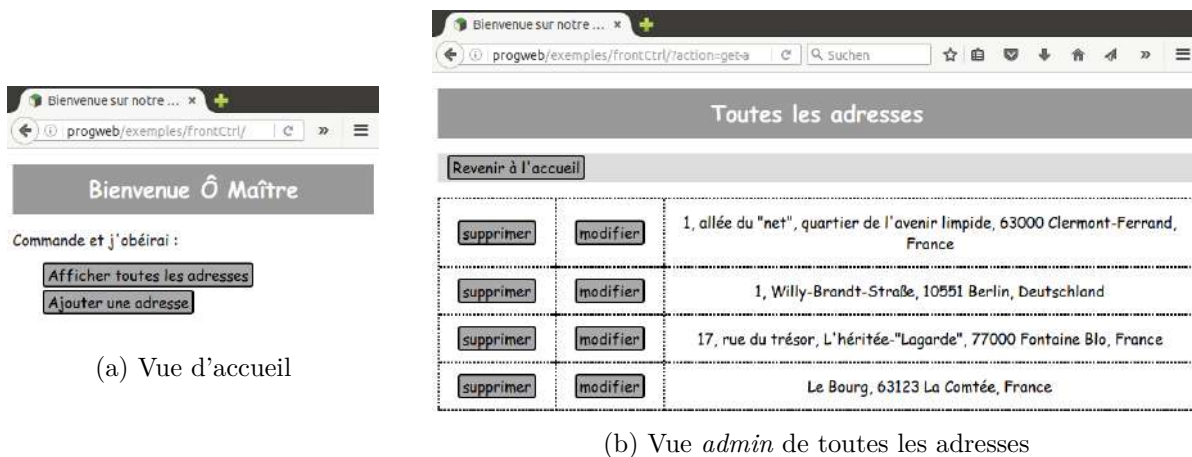 Bienvenue sur notre ... ×
progweb/exemples/frontCtrl/
Bienvenue Ô Maître
Commande et j'obéirai :
Afficher toutes les adresses
Ajouter une adresse
(a) Vue d'accueil
Bienvenue sur notre ... ×
progweb/exemples/frontCtrl/?action=get-a
Suchen
Toutes les adresses
Revenir à l'accueil
supprimer modifier 1, allée du "net", quartier de l'avenir limpide, 63000 Clermont-Ferrand,
France
supprimer modifier 1, Willy-Brandt-Straße, 10551 Berlin, Deutschland
supprimer modifier 17, rue du trésor, L'héritée-"Lagarde", 77000 Fontaine Blo, France
supprimer modifier Le Bourg, 63123 La Comtée, France
(b) Vue admin de toutes les adresses